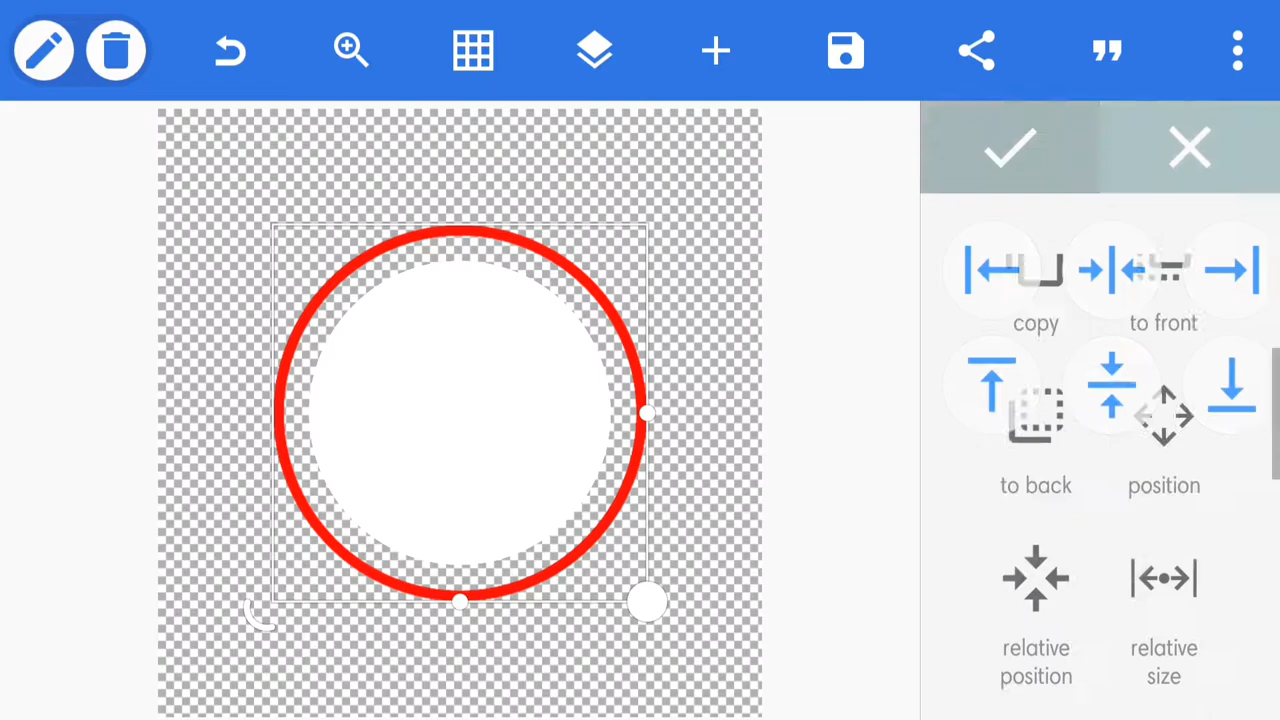 copy
to front
to back
position
relative
position
relative
size